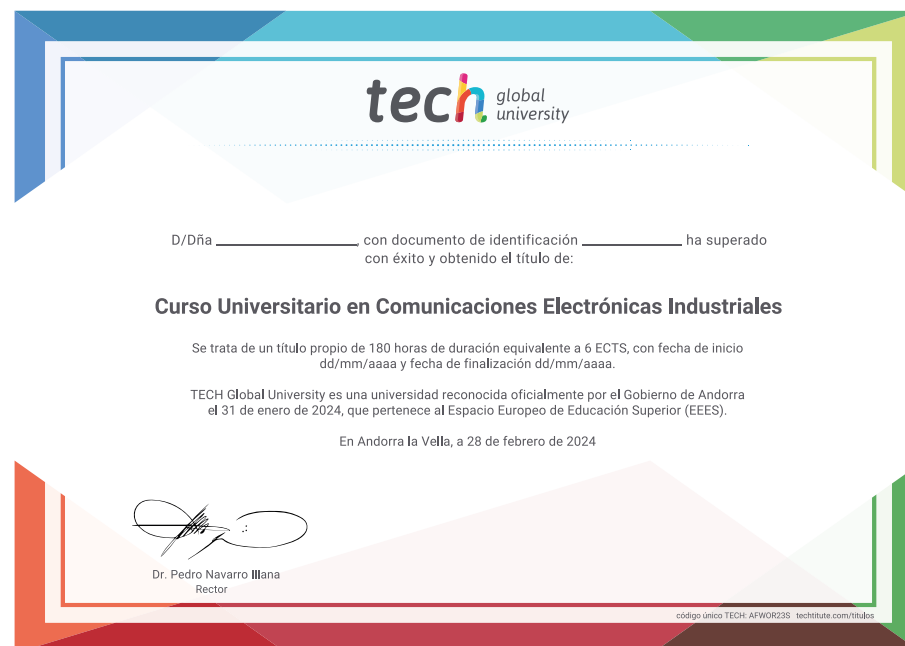 tech global university
D/Dña ____________, con documento de identificación ____________ ha superado
con éxito y obtenido el título de:
Curso Universitario en Comunicaciones Electrónicas Industriales
Se trata de un título propio de 180 horas de duración equivalente a 6 ECTS, con fecha de inicio
dd/mm/aaaa y fecha de finalización dd/mm/aaaa.
TECH Global University es una universidad reconocida oficialmente por el Gobierno de Andorra
el 31 de enero de 2024, que pertenece al Espacio Europeo de Educación Superior (EEES).
En Andorra la Vella, a 28 de febrero de 2024
Dr. Pedro Navarro Illana
Rector
código único TECH: AFWOR23S techtitute.com/titulos